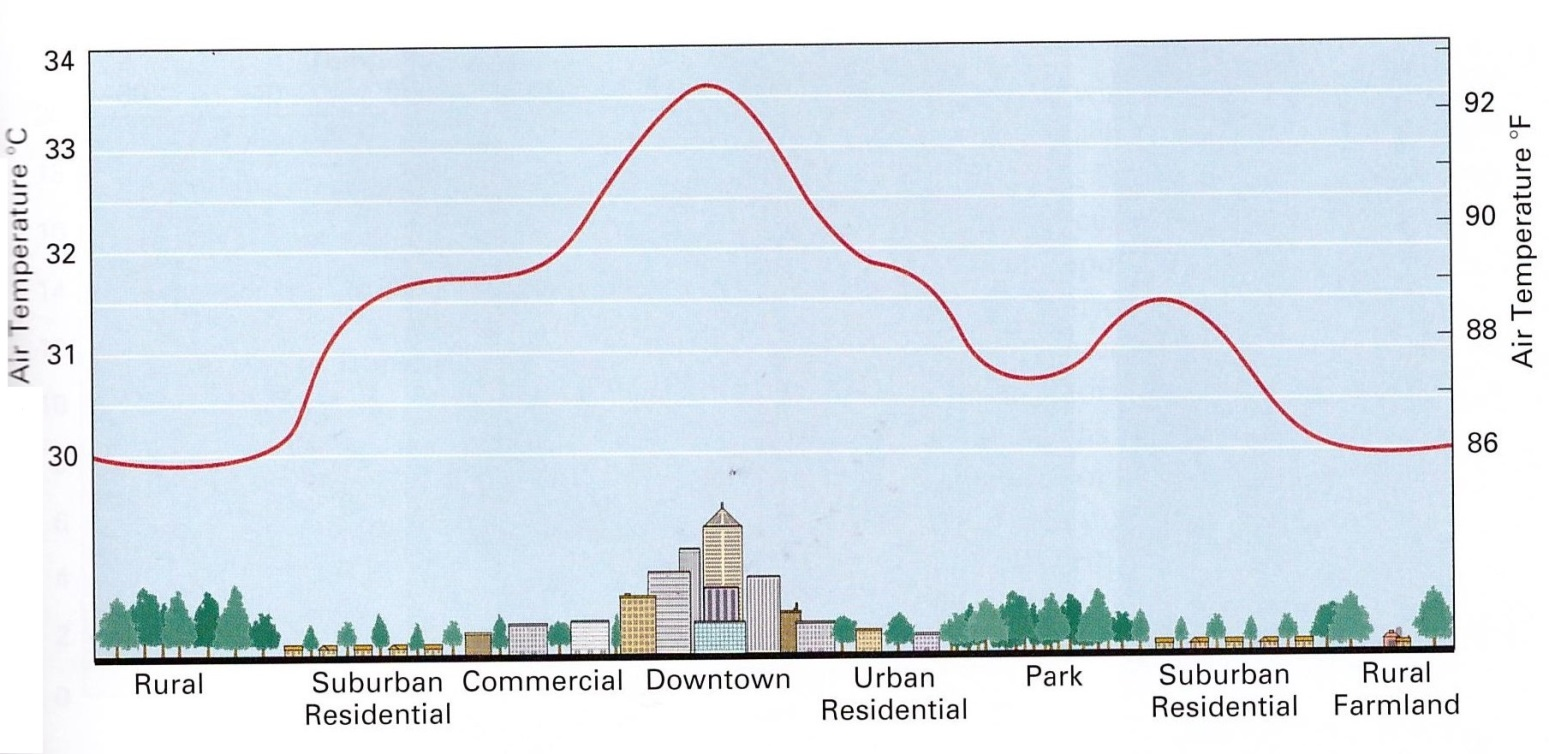 34
33
32
31
30
Air Temperature °C
92
90
88
86
Air Temperature °F
Rural
Suburban
Residential
Commercial
Downtown
Urban
Residential
Park
Suburban
Residential
Rural
Farmland